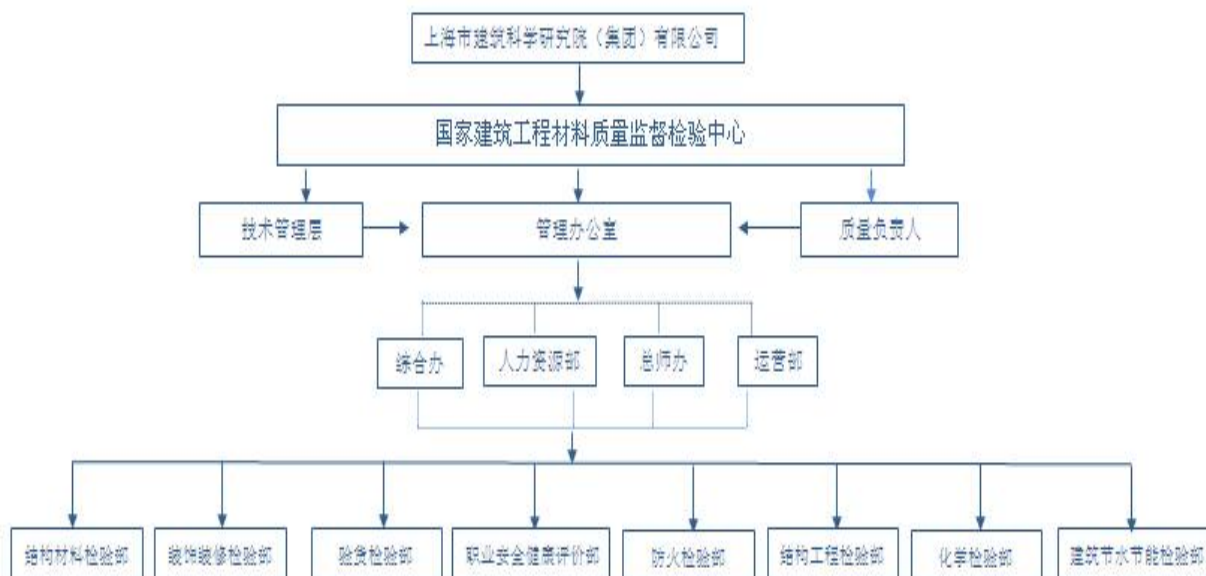 上海市建筑科学研究院（集团）有限公司
国家建筑工程材料质量监督检验中心
技术管理层
管理办公室
质量负责人
综合办
人力资源部
总师办
运营部
结构材料检验部
装饰装修检验部
验货检验部
职业安全健康评价部
防火检验部
结构工程检验部
化学检验部
建筑节水节能检验部